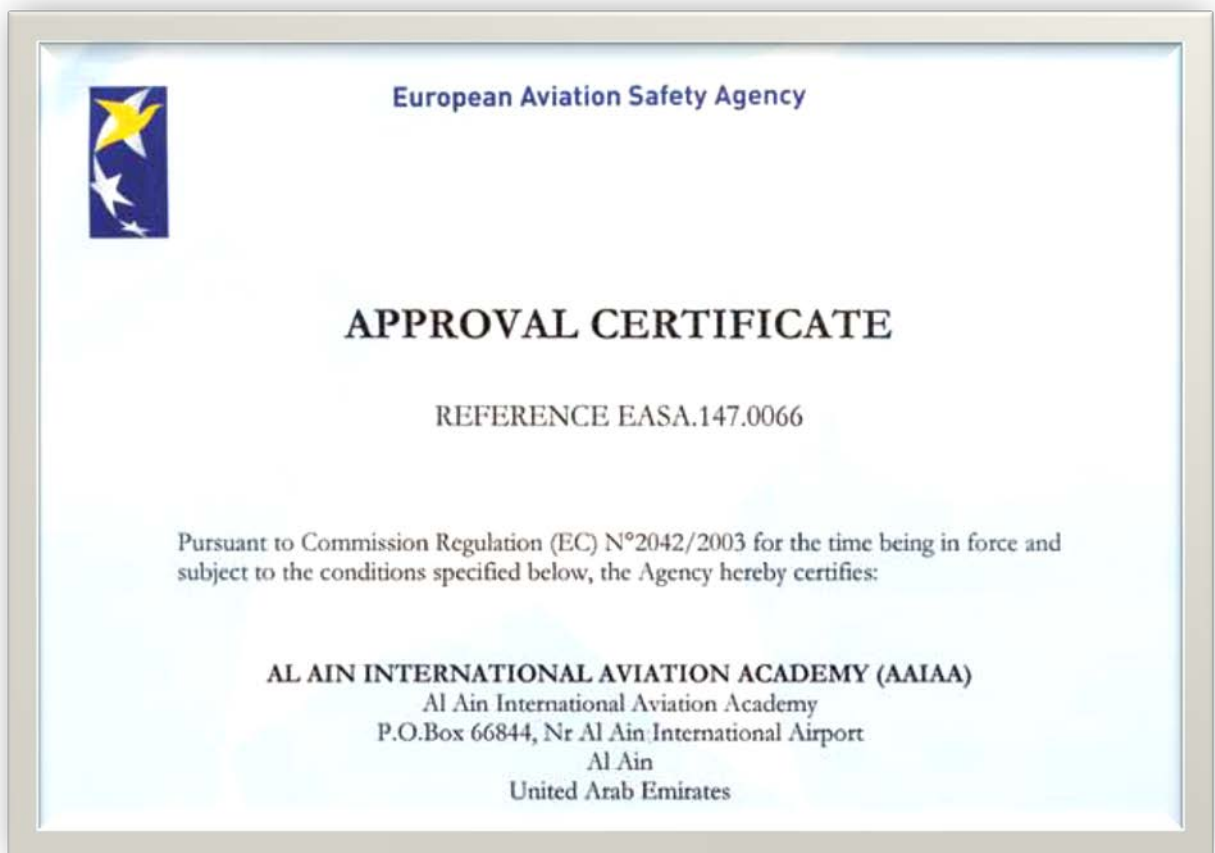 European Aviation Safety Agency
APPROVAL CERTIFICATE
REFERENCE EASA.147.0066
Pursuant to Commission Regulation (EC) N°2042/2003 for the time being in force and
subject to the conditions specified below, the Agency hereby certifies:
AL AIN INTERNATIONAL AVIATION ACADEMY (AAIAA)
Al Ain International Aviation Academy
P.O.Box 66844, Nr Al Ain International Airport
Al Ain
United Arab Emirates